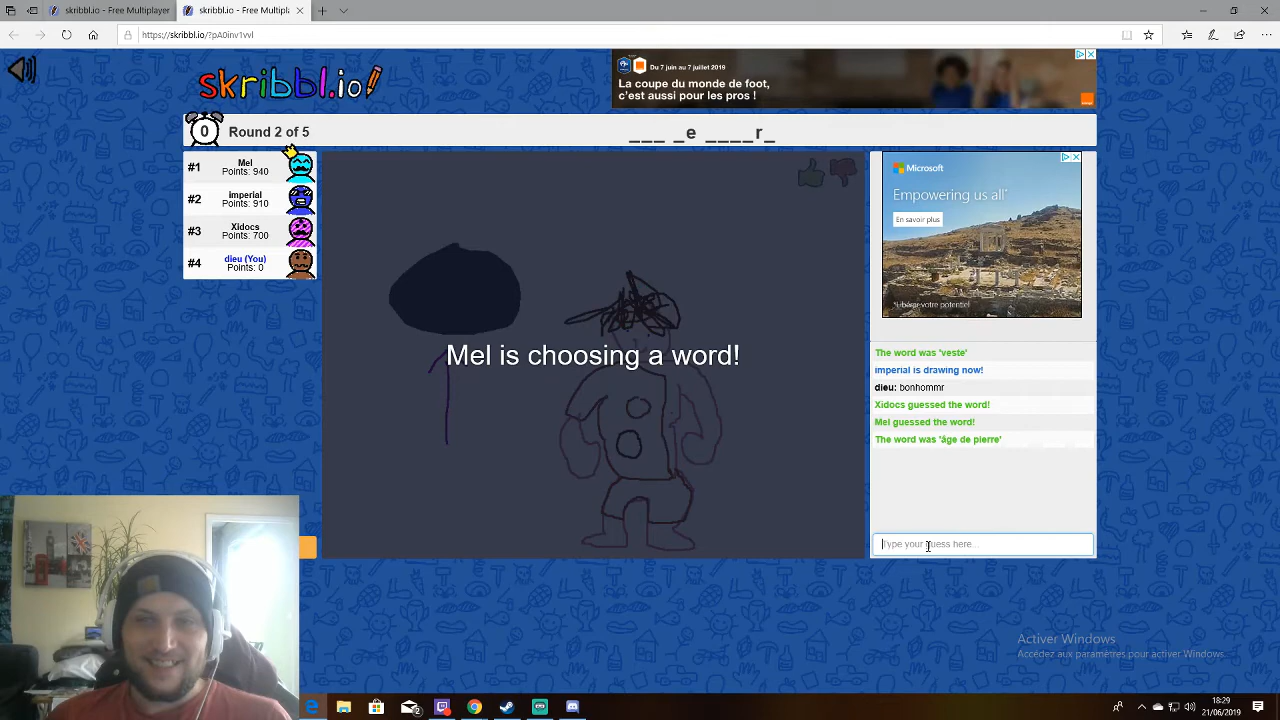 skribbl.io - Free Multiplayer
skribbl.io - Free Multiplay
https://skribbl.io/?pA0inv1vvl
skribbl.io
Du 7 juin au 7 juillet 2019
La coupe du monde de foot,
c'est aussi pour les pros !
0
Round 2 of 5
___ _e ____r_
#1
Mel
Points: 940
#2
imperial
Points: 910
#3
Xidocs
Points: 700
#4
dieu (You)
Points: 0
Mel is choosing a word!
Microsoft
Empowering us all*
En savoir plus
*Libérer votre potentiel
The word was 'veste'
imperial is drawing now!
dieu: bonhommr
Xidocs guessed the word!
Mel guessed the word!
The word was 'âge de pierre'
Type your guess here...
Activer Windows
Accédez aux paramètres pour activer Windows.
18:29
21/06/2019